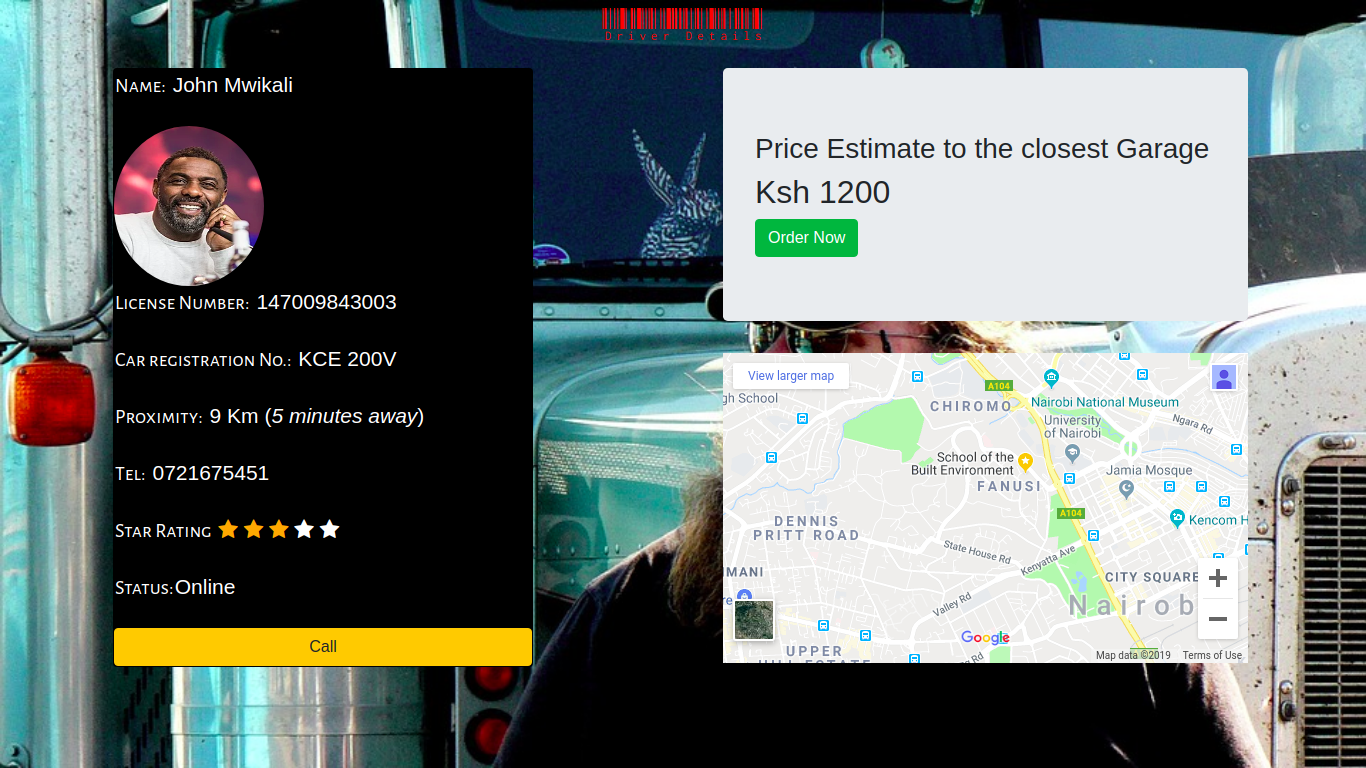 Driver Details
Name: John Mwikali
License Number: 147009843003
Car registration No.: KCE 200V
Proximity: 9 Km (5 minutes away)
Tel: 0721675451
Star Rating
Status:Online
Call
Price Estimate to the closest Garage
Ksh 1200
Order Now
View larger map
gh School
A104
Nairobi National Museum
CHIROMO
University
of Nairobi
Ngara Rd
School of the
Built Environment
Jamia Mosque
FANUSI
A104
Kencom H
DENNIS
PRITT ROAD
State House Rd
Kenyatta Ave
MANI
CITY SQUARE
Valley Rd
Nairob
Google
UPPER
HILL ESTATE
Rd
Map data ©2019
Terms of Use